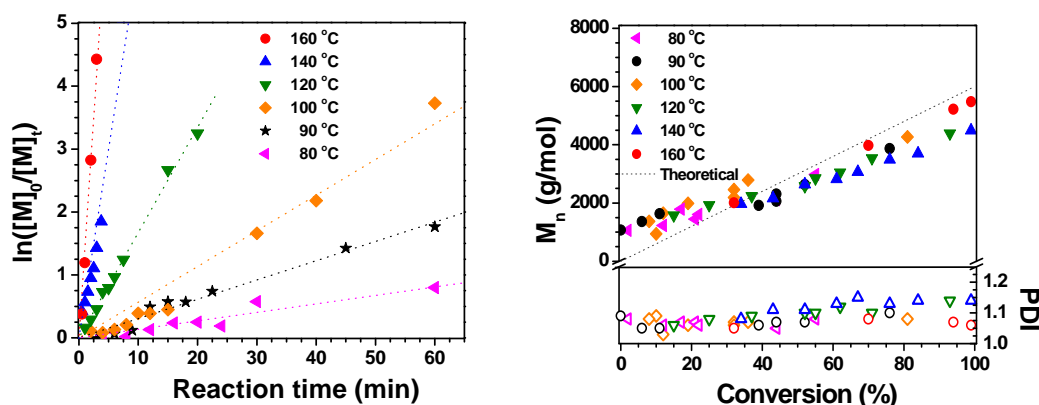 5
4
3
2
1
0
0
10
20
30
40
50
60
ln([M]₀/[M]ₜ)
Reaction time (min)
160 °C
140 °C
120 °C
100 °C
90 °C
80 °C
8000
6000
4000
2000
0
Mₙ (g/mol)
80 °C
90 °C
100 °C
120 °C
140 °C
160 °C
Theoretical
1.2
1.1
1.0
PDI
0
20
40
60
80
100
Conversion (%)